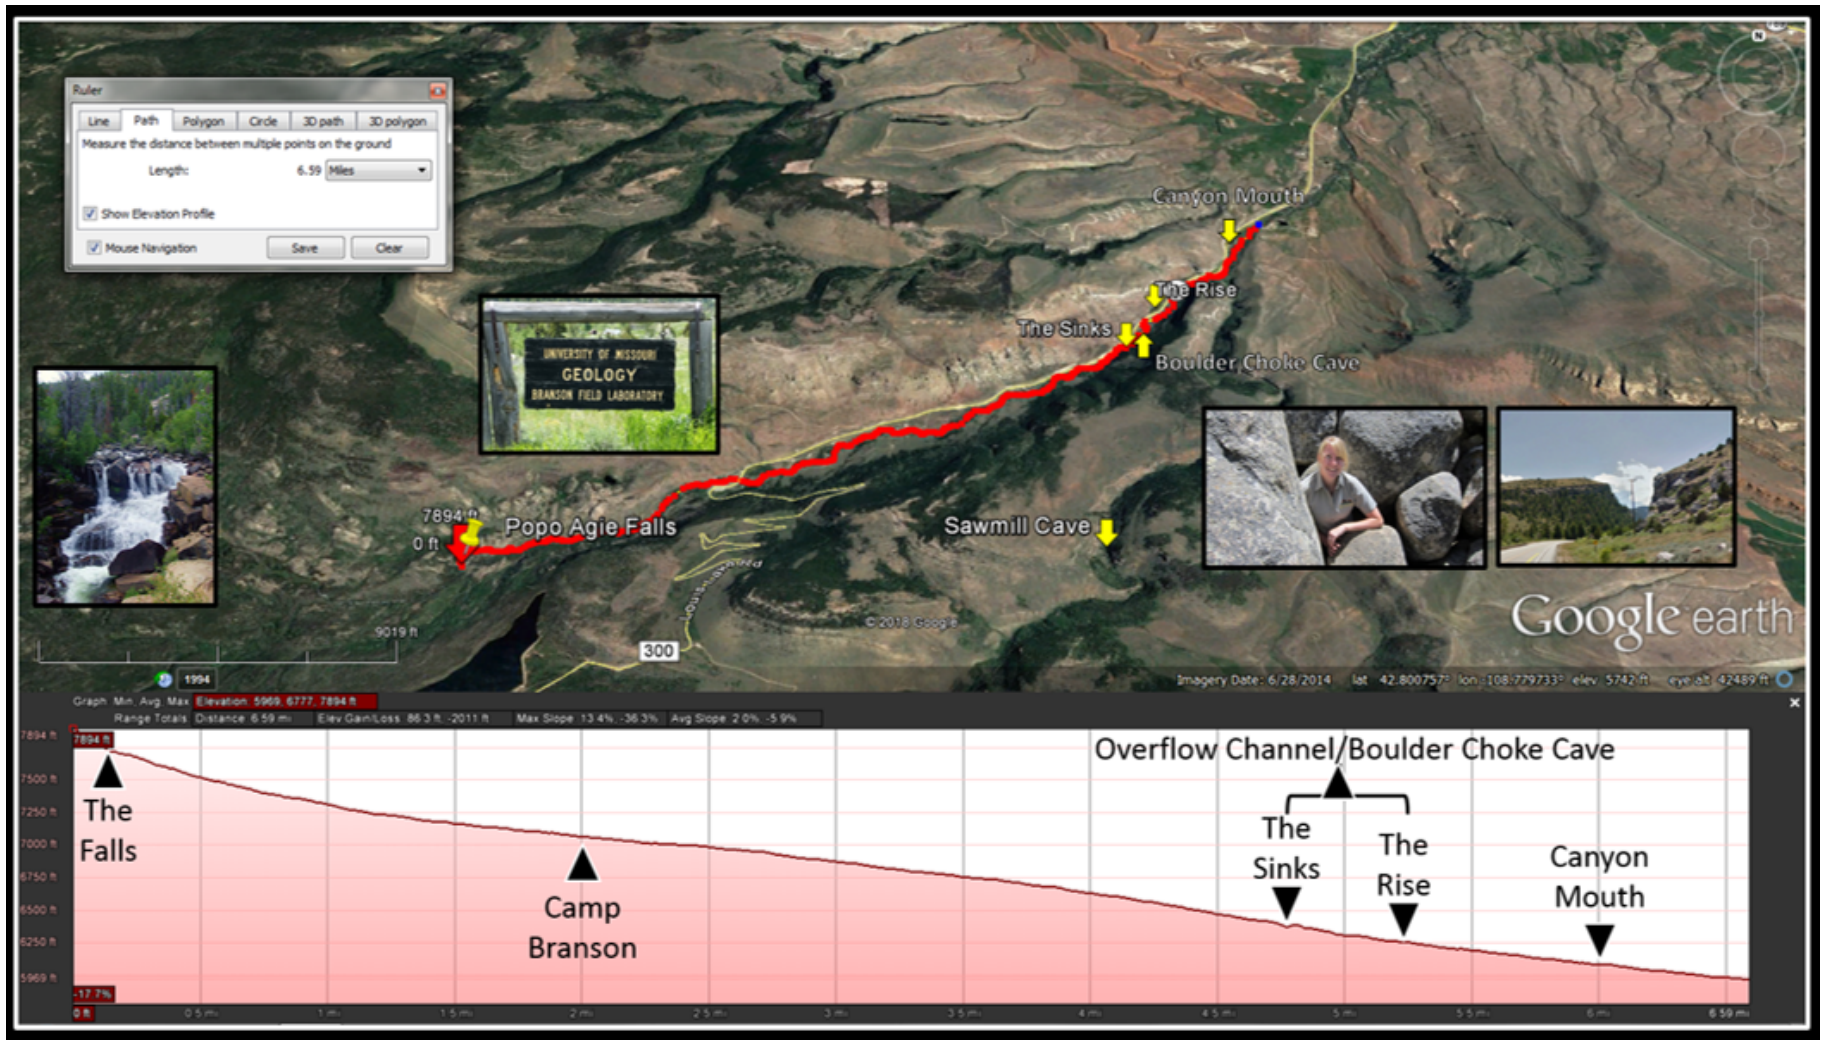 Ruler
Line Path Polygon Circle 3D path 3D polygon
Measure the distance between multiple points on the ground
Length: 6.59 Miles
Show Elevation Profile
Mouse Navigation Save Clear
N
Canyon Mouth
The Rise
The Sinks
Boulder Choke Cave
UNIVERSITY OF MISSOURI
GEOLOGY
BRANSON FIELD LABORATORY
7894 ft
0 ft
Popo Agie Falls
Sawmill Cave
300
© 2018 Google
Google earth
9019 ft
1994
Imagery Date: 6/28/2014 lat 42.800757° lon -108.779733° elev 5742 ft eye alt 42489 ft
Graph: Min, Avg, Max Elevation: 5969, 6777, 7894 ft
Range Totals: Distance: 6.59 mi Elev Gain/Loss: 86.3 ft, -2011 ft Max Slope: 13.4%, -36.3% Avg Slope: 2.0%, -5.9%
7894 ft
7500 ft
7250 ft
7000 ft
6750 ft
6500 ft
6250 ft
5969 ft
7894 ft
Overflow Channel/Boulder Choke Cave
The
Falls
Camp
Branson
The
Sinks
The
Rise
Canyon
Mouth
-17.7%
0 ft 0.5 mi 1 mi 1.5 mi 2 mi 2.5 mi 3 mi 3.5 mi 4 mi 4.5 mi 5 mi 5.5 mi 6 mi 6.59 mi